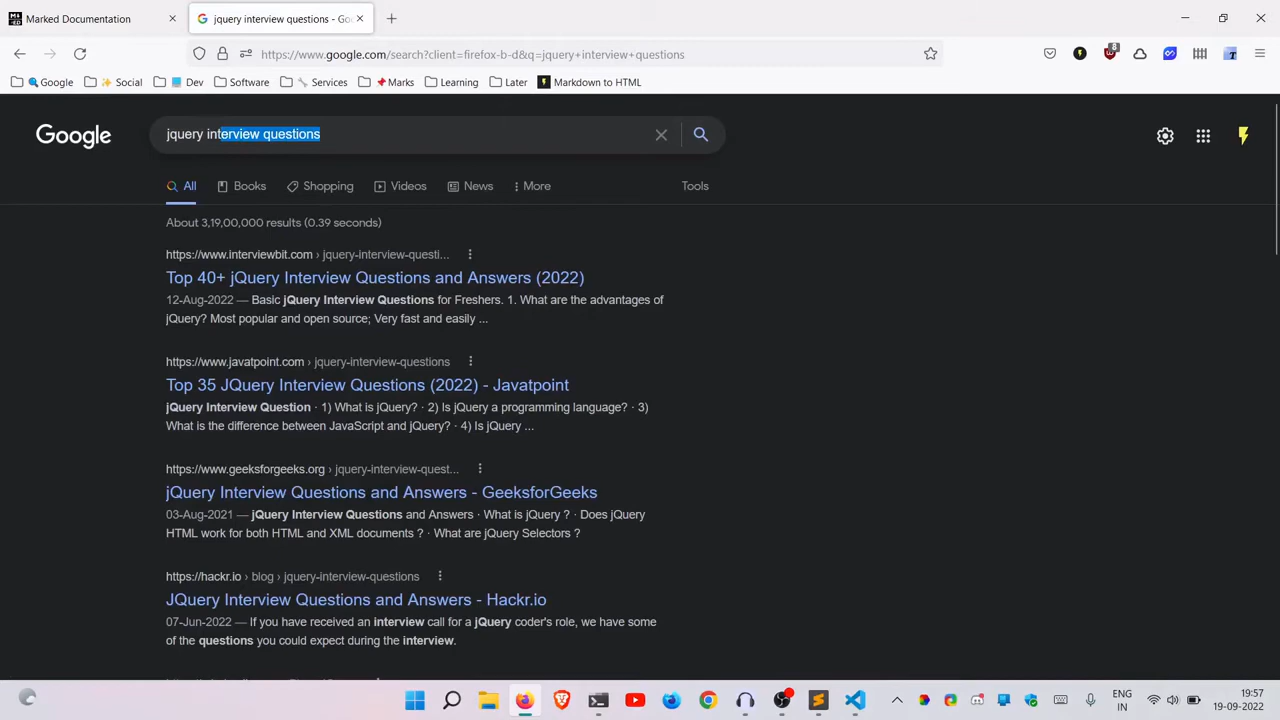 Marked Documentation
jquery interview questions - Goo
https://www.google.com/search?client=firefox-b-d&q=jquery+interview+questions
8
Google
Social
Dev
Software
Services
Marks
Learning
Later
Markdown to HTML
Google
jquery interview questions
All
Books
Shopping
Videos
News
More
Tools
About 3,19,00,000 results (0.39 seconds)
https://www.interviewbit.com › jquery-interview-questi...
Top 40+ jQuery Interview Questions and Answers (2022)
12-Aug-2022 — Basic jQuery Interview Questions for Freshers. 1. What are the advantages of
jQuery? Most popular and open source; Very fast and easily ...
https://www.javatpoint.com › jquery-interview-questions
Top 35 JQuery Interview Questions (2022) - Javatpoint
jQuery Interview Question · 1) What is jQuery? · 2) Is jQuery a programming language? · 3)
What is the difference between JavaScript and jQuery? · 4) Is jQuery ...
https://www.geeksforgeeks.org › jquery-interview-quest...
jQuery Interview Questions and Answers - GeeksforGeeks
03-Aug-2021 — jQuery Interview Questions and Answers · What is jQuery ? · Does jQuery
HTML work for both HTML and XML documents ? · What are jQuery Selectors ?
https://hackr.io › blog › jquery-interview-questions
JQuery Interview Questions and Answers - Hackr.io
07-Jun-2022 — If you have received an interview call for a jQuery coder's role, we have some
of the questions you could expect during the interview.
ENG
IN
19:57
19-09-2022